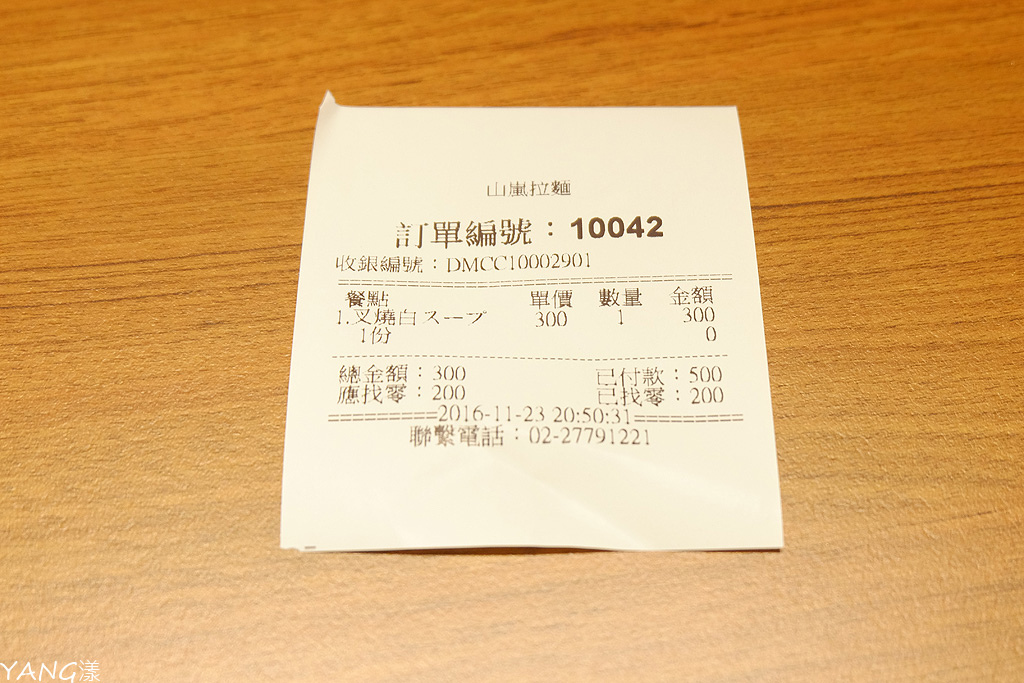 山嵐拉麵
訂單編號：10042
收銀編號：DMCC10002901
================================
餐點 單價 數量 金額
1.叉燒白スープ 300 1 300
1份 0
--------------------------------
總金額：300 已付款：500
應找零：200 已找零：200
=========2016-11-23 20:50:31=========
聯繫電話：02-27791221
YANG漾